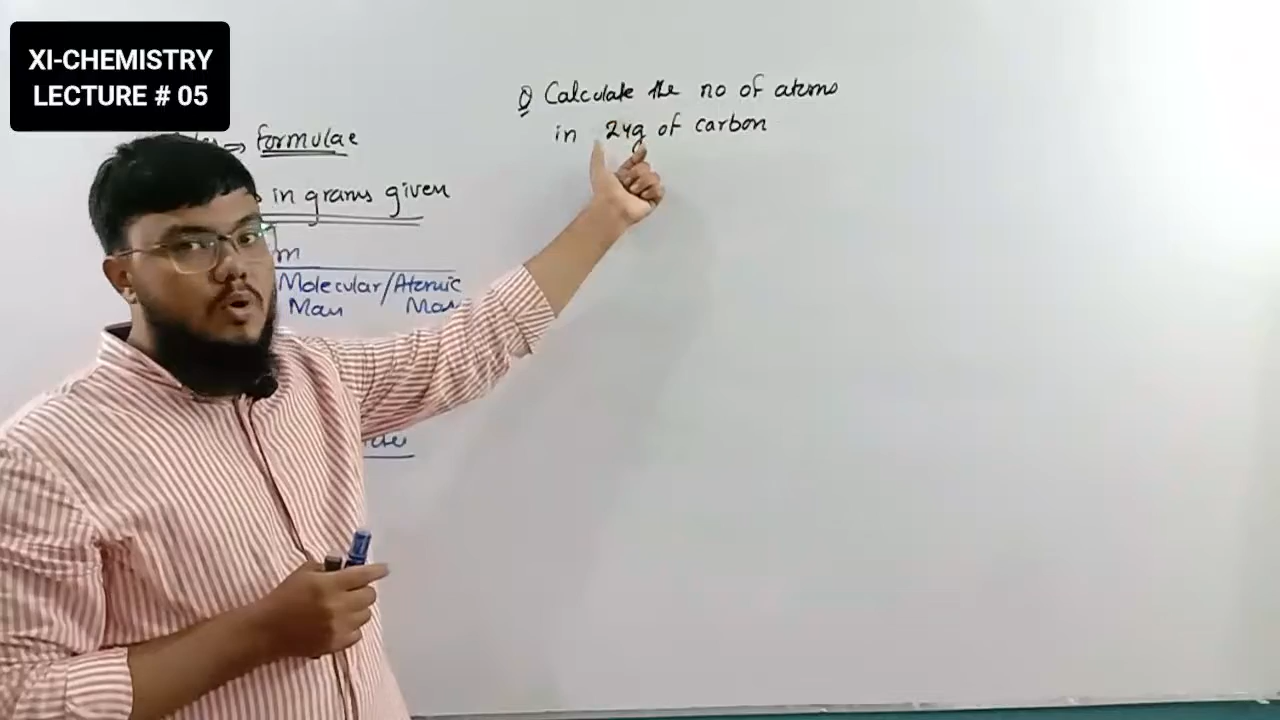 XI-CHEMISTRY
LECTURE # 05
Q Calculate the no of atoms
in 24g of carbon
→ formulae
in grams given
m
Molecular/Atomic
Mass Mass